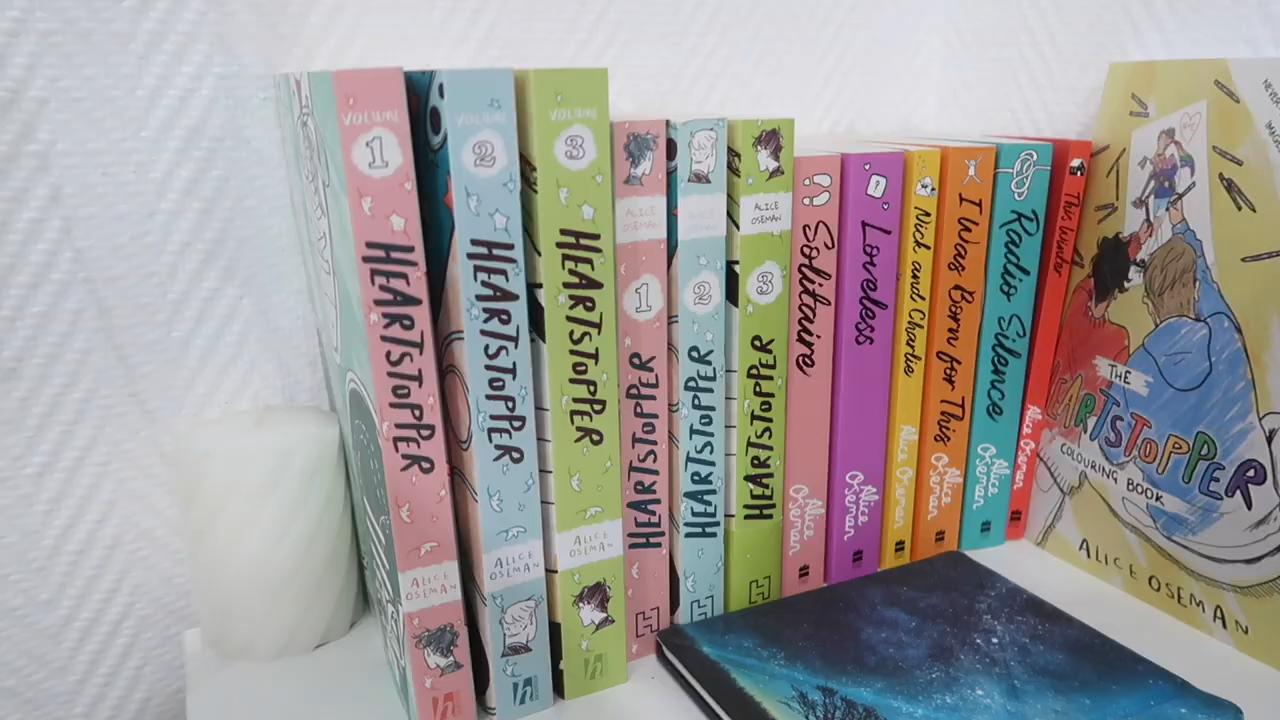 VOLUME
1
HEARTSTOPPER
ALICE
OSEMAN
VOLUME
2
HEARTSTOPPER
ALICE
OSEMAN
h
VOLUME
3
HEARTSTOPPER
ALICE
OSEMAN
h
ALICE
OSEMAN
1
HEARTSTOPPER
H
ALICE
OSEMAN
2
HEARTSTOPPER
H
ALICE
OSEMAN
3
HEARTSTOPPER
H
Solitaire
Alice
Oseman
Loveless
Alice
Oseman
Nick and Charlie
Alice Oseman
I Was Born for This
Alice
Oseman
Radio Silence
Alice
Oseman
This Winter
Alice Oseman
THE
HEARTSTOPPER
COLOURING BOOK
ALICE OSEMAN